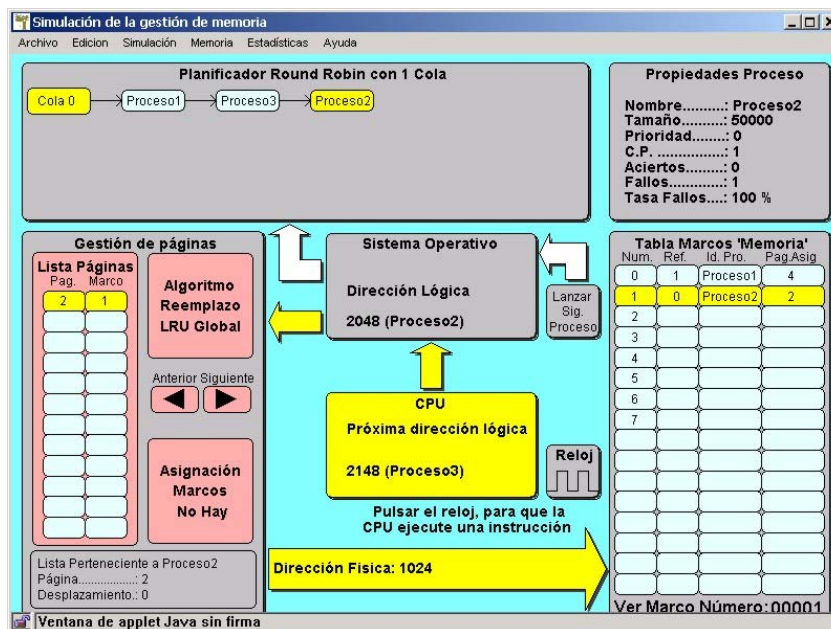 Simulación de la gestión de memoria
Archivo Edicion Simulación Memoria Estadísticas Ayuda
Planificador Round Robin con 1 Cola
Cola 0 Proceso1 Proceso3 Proceso2
Propiedades Proceso
Nombre..........: Proceso2
Tamaño..........: 50000
Prioridad........: 0
C.P. ...............: 1
Aciertos.........: 0
Fallos.............: 1
Tasa Fallos....: 100 %
Gestión de páginas
Lista Páginas
Pag. Marco
2 1
Algoritmo
Reemplazo
LRU Global
Anterior Siguiente
Asignación
Marcos
No Hay
Lista Perteneciente a Proceso2
Página.................: 2
Desplazamiento.: 0
Sistema Operativo
Dirección Lógica
2048 (Proceso2)
Lanzar
Sig.
Proceso
CPU
Próxima dirección lógica
2148 (Proceso3)
Reloj
Pulsar el reloj, para que la
CPU ejecute una instrucción
Dirección Fisica: 1024
Tabla Marcos 'Memoria'
Num. Ref. Id. Pro. Pag.Asig
0 1 Proceso1 4
1 0 Proceso2 2
2
3
4
5
6
7
Ver Marco Número: 00001
Ventana de applet Java sin firma